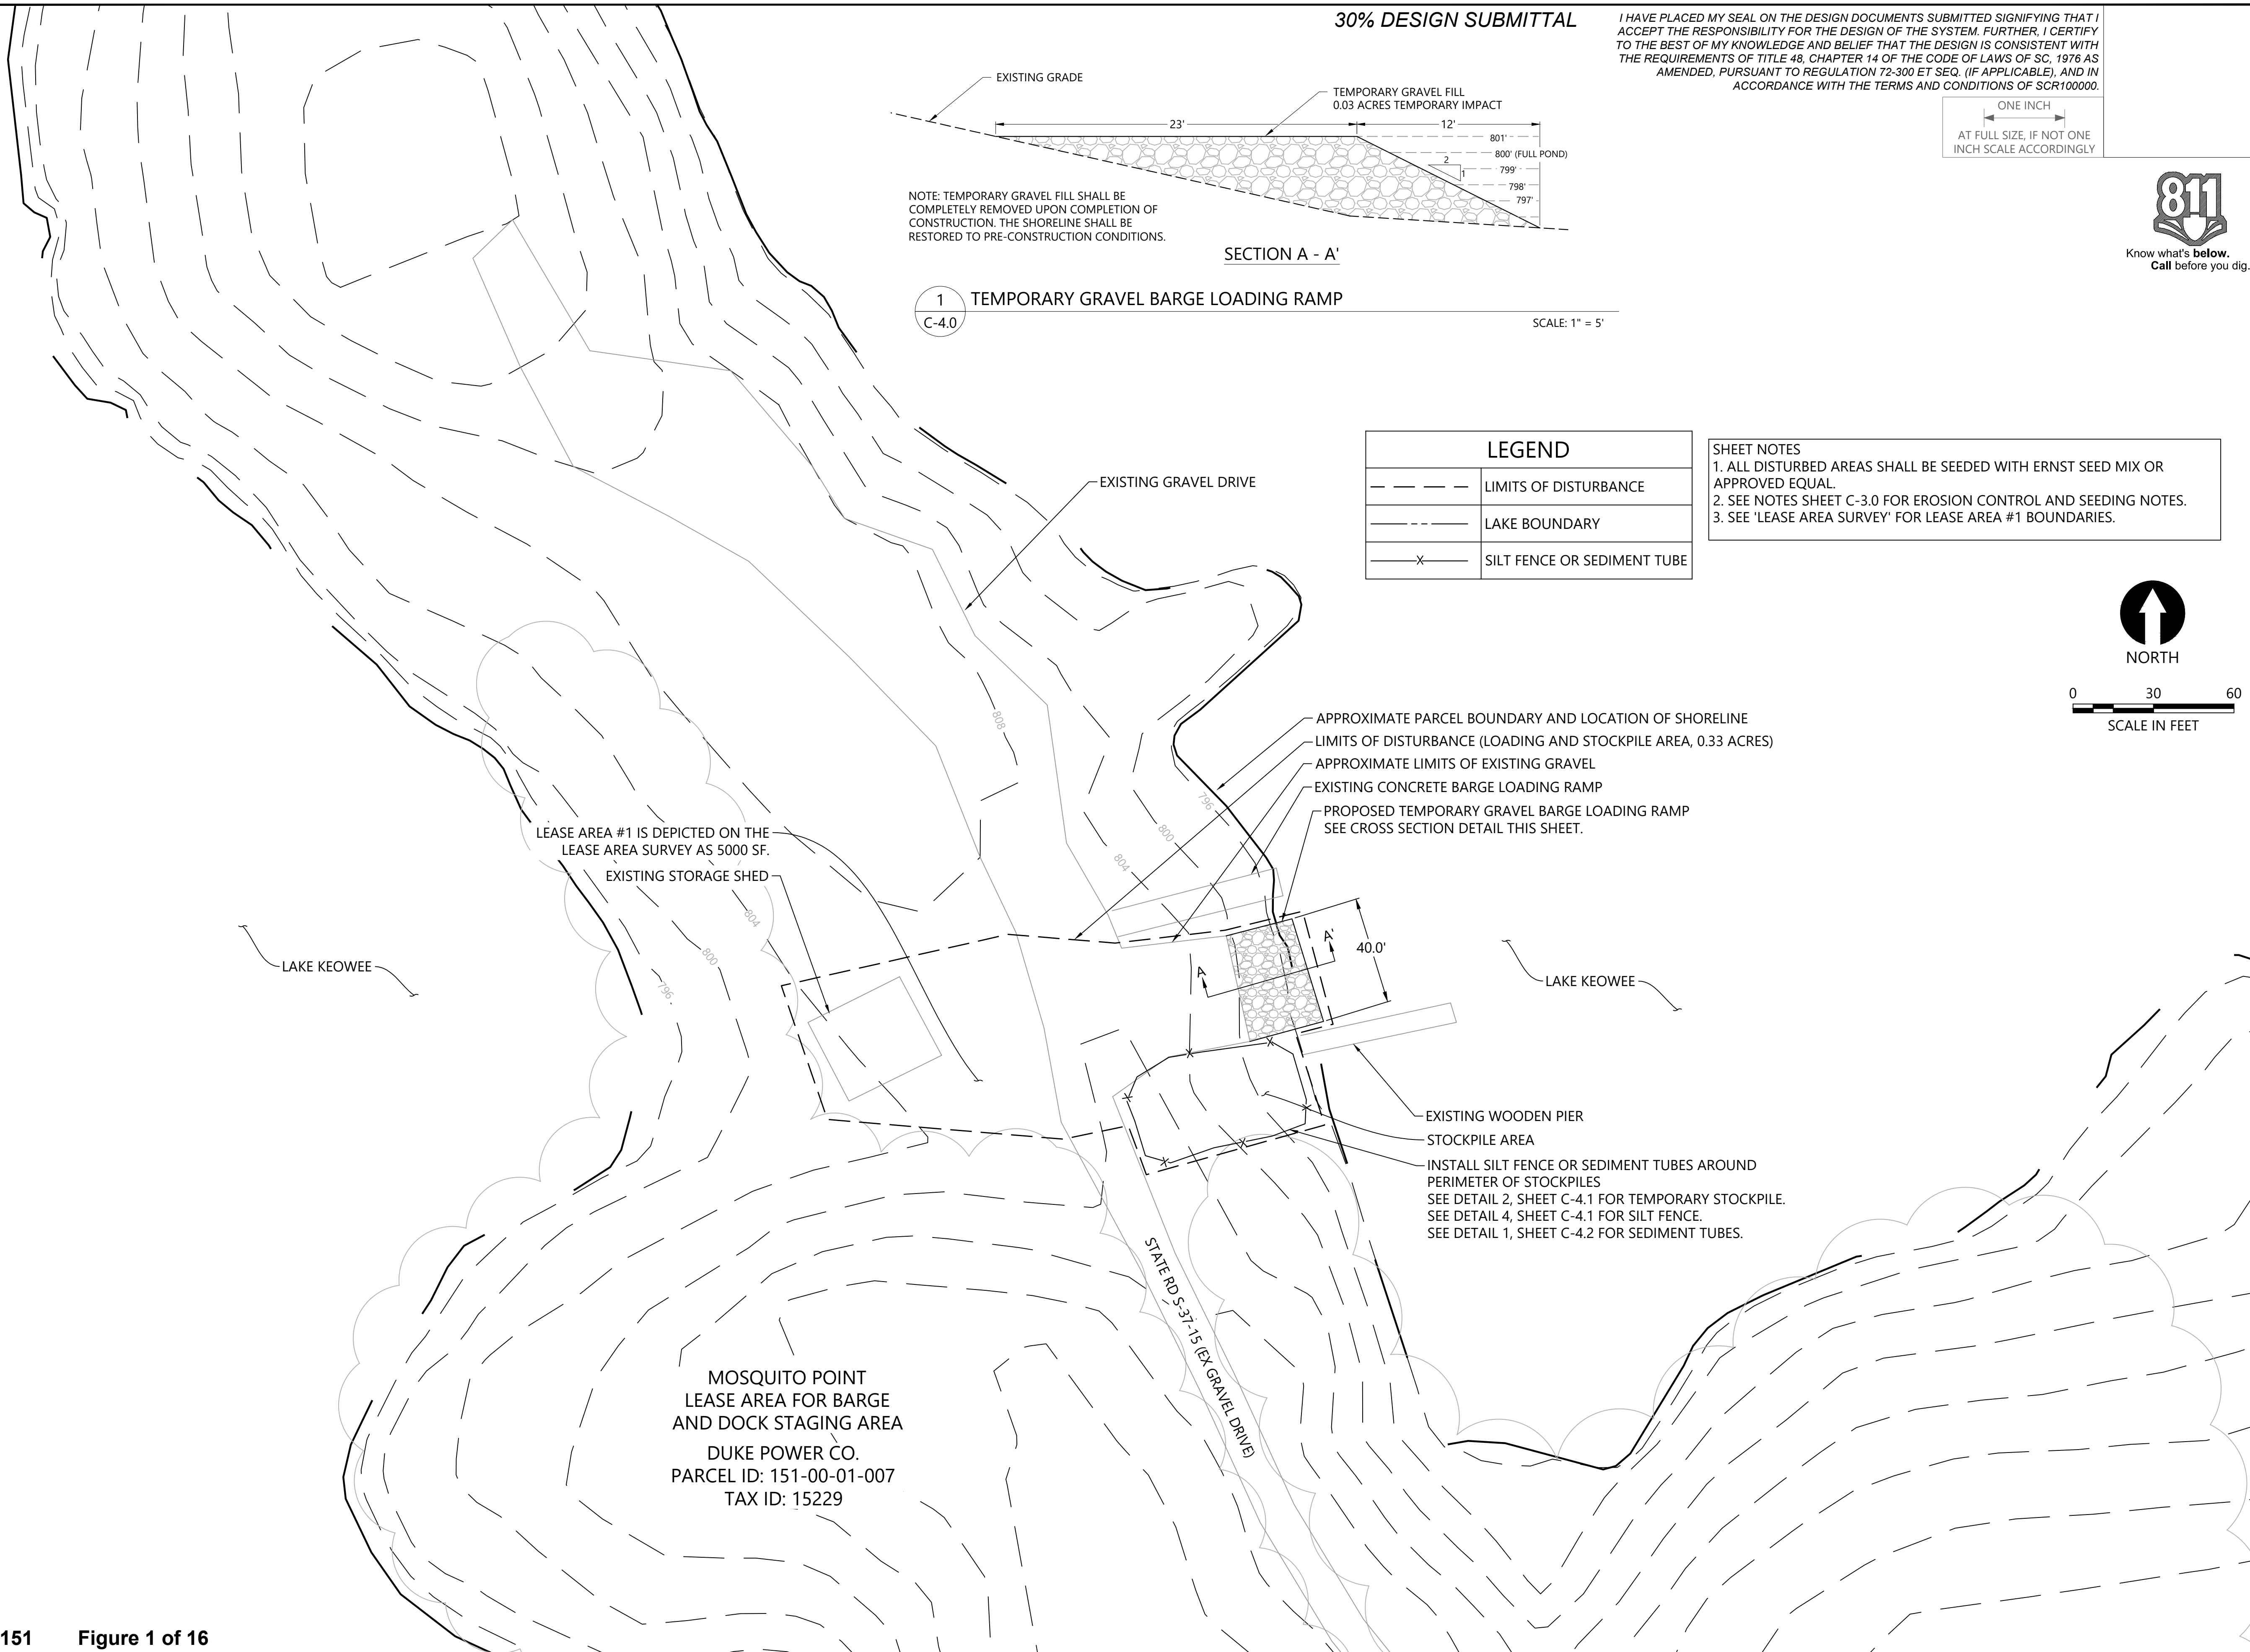 30% DESIGN SUBMITTAL
I HAVE PLACED MY SEAL ON THE DESIGN DOCUMENTS SUBMITTED SIGNIFYING THAT I
ACCEPT THE RESPONSIBILITY FOR THE DESIGN OF THE SYSTEM. FURTHER, I CERTIFY
TO THE BEST OF MY KNOWLEDGE AND BELIEF THAT THE DESIGN IS CONSISTENT WITH
THE REQUIREMENTS OF TITLE 48, CHAPTER 14 OF THE CODE OF LAWS OF SC, 1976 AS
AMENDED, PURSUANT TO REGULATION 72-300 ET SEQ. (IF APPLICABLE), AND IN
ACCORDANCE WITH THE TERMS AND CONDITIONS OF SCR100000.
ONE INCH
AT FULL SIZE, IF NOT ONE
INCH SCALE ACCORDINGLY
811
Know what's below.
Call before you dig.
EXISTING GRADE
TEMPORARY GRAVEL FILL
0.03 ACRES TEMPORARY IMPACT
23'
12'
801'
800' (FULL POND)
799'
798'
797'
2
1
NOTE: TEMPORARY GRAVEL FILL SHALL BE
COMPLETELY REMOVED UPON COMPLETION OF
CONSTRUCTION. THE SHORELINE SHALL BE
RESTORED TO PRE-CONSTRUCTION CONDITIONS.
SECTION A - A'
1
C-4.0
TEMPORARY GRAVEL BARGE LOADING RAMP
SCALE: 1" = 5'
LEGEND
LIMITS OF DISTURBANCE
LAKE BOUNDARY
X
SILT FENCE OR SEDIMENT TUBE
SHEET NOTES
1. ALL DISTURBED AREAS SHALL BE SEEDED WITH ERNST SEED MIX OR
APPROVED EQUAL.
2. SEE NOTES SHEET C-3.0 FOR EROSION CONTROL AND SEEDING NOTES.
3. SEE 'LEASE AREA SURVEY' FOR LEASE AREA #1 BOUNDARIES.
NORTH
0 30 60
SCALE IN FEET
EXISTING GRAVEL DRIVE
808
APPROXIMATE PARCEL BOUNDARY AND LOCATION OF SHORELINE
LIMITS OF DISTURBANCE (LOADING AND STOCKPILE AREA, 0.33 ACRES)
APPROXIMATE LIMITS OF EXISTING GRAVEL
EXISTING CONCRETE BARGE LOADING RAMP
PROPOSED TEMPORARY GRAVEL BARGE LOADING RAMP
SEE CROSS SECTION DETAIL THIS SHEET.
796
800
804
LEASE AREA #1 IS DEPICTED ON THE
LEASE AREA SURVEY AS 5000 SF.
EXISTING STORAGE SHED
804
800
796
LAKE KEOWEE
A
A'
40.0'
LAKE KEOWEE
EXISTING WOODEN PIER
STOCKPILE AREA
INSTALL SILT FENCE OR SEDIMENT TUBES AROUND
PERIMETER OF STOCKPILES
SEE DETAIL 2, SHEET C-4.1 FOR TEMPORARY STOCKPILE.
SEE DETAIL 4, SHEET C-4.1 FOR SILT FENCE.
SEE DETAIL 1, SHEET C-4.2 FOR SEDIMENT TUBES.
STATE RD S-37-15 (EX GRAVEL DRIVE)
MOSQUITO POINT
LEASE AREA FOR BARGE
AND DOCK STAGING AREA
DUKE POWER CO.
PARCEL ID: 151-00-01-007
TAX ID: 15229
151 Figure 1 of 16